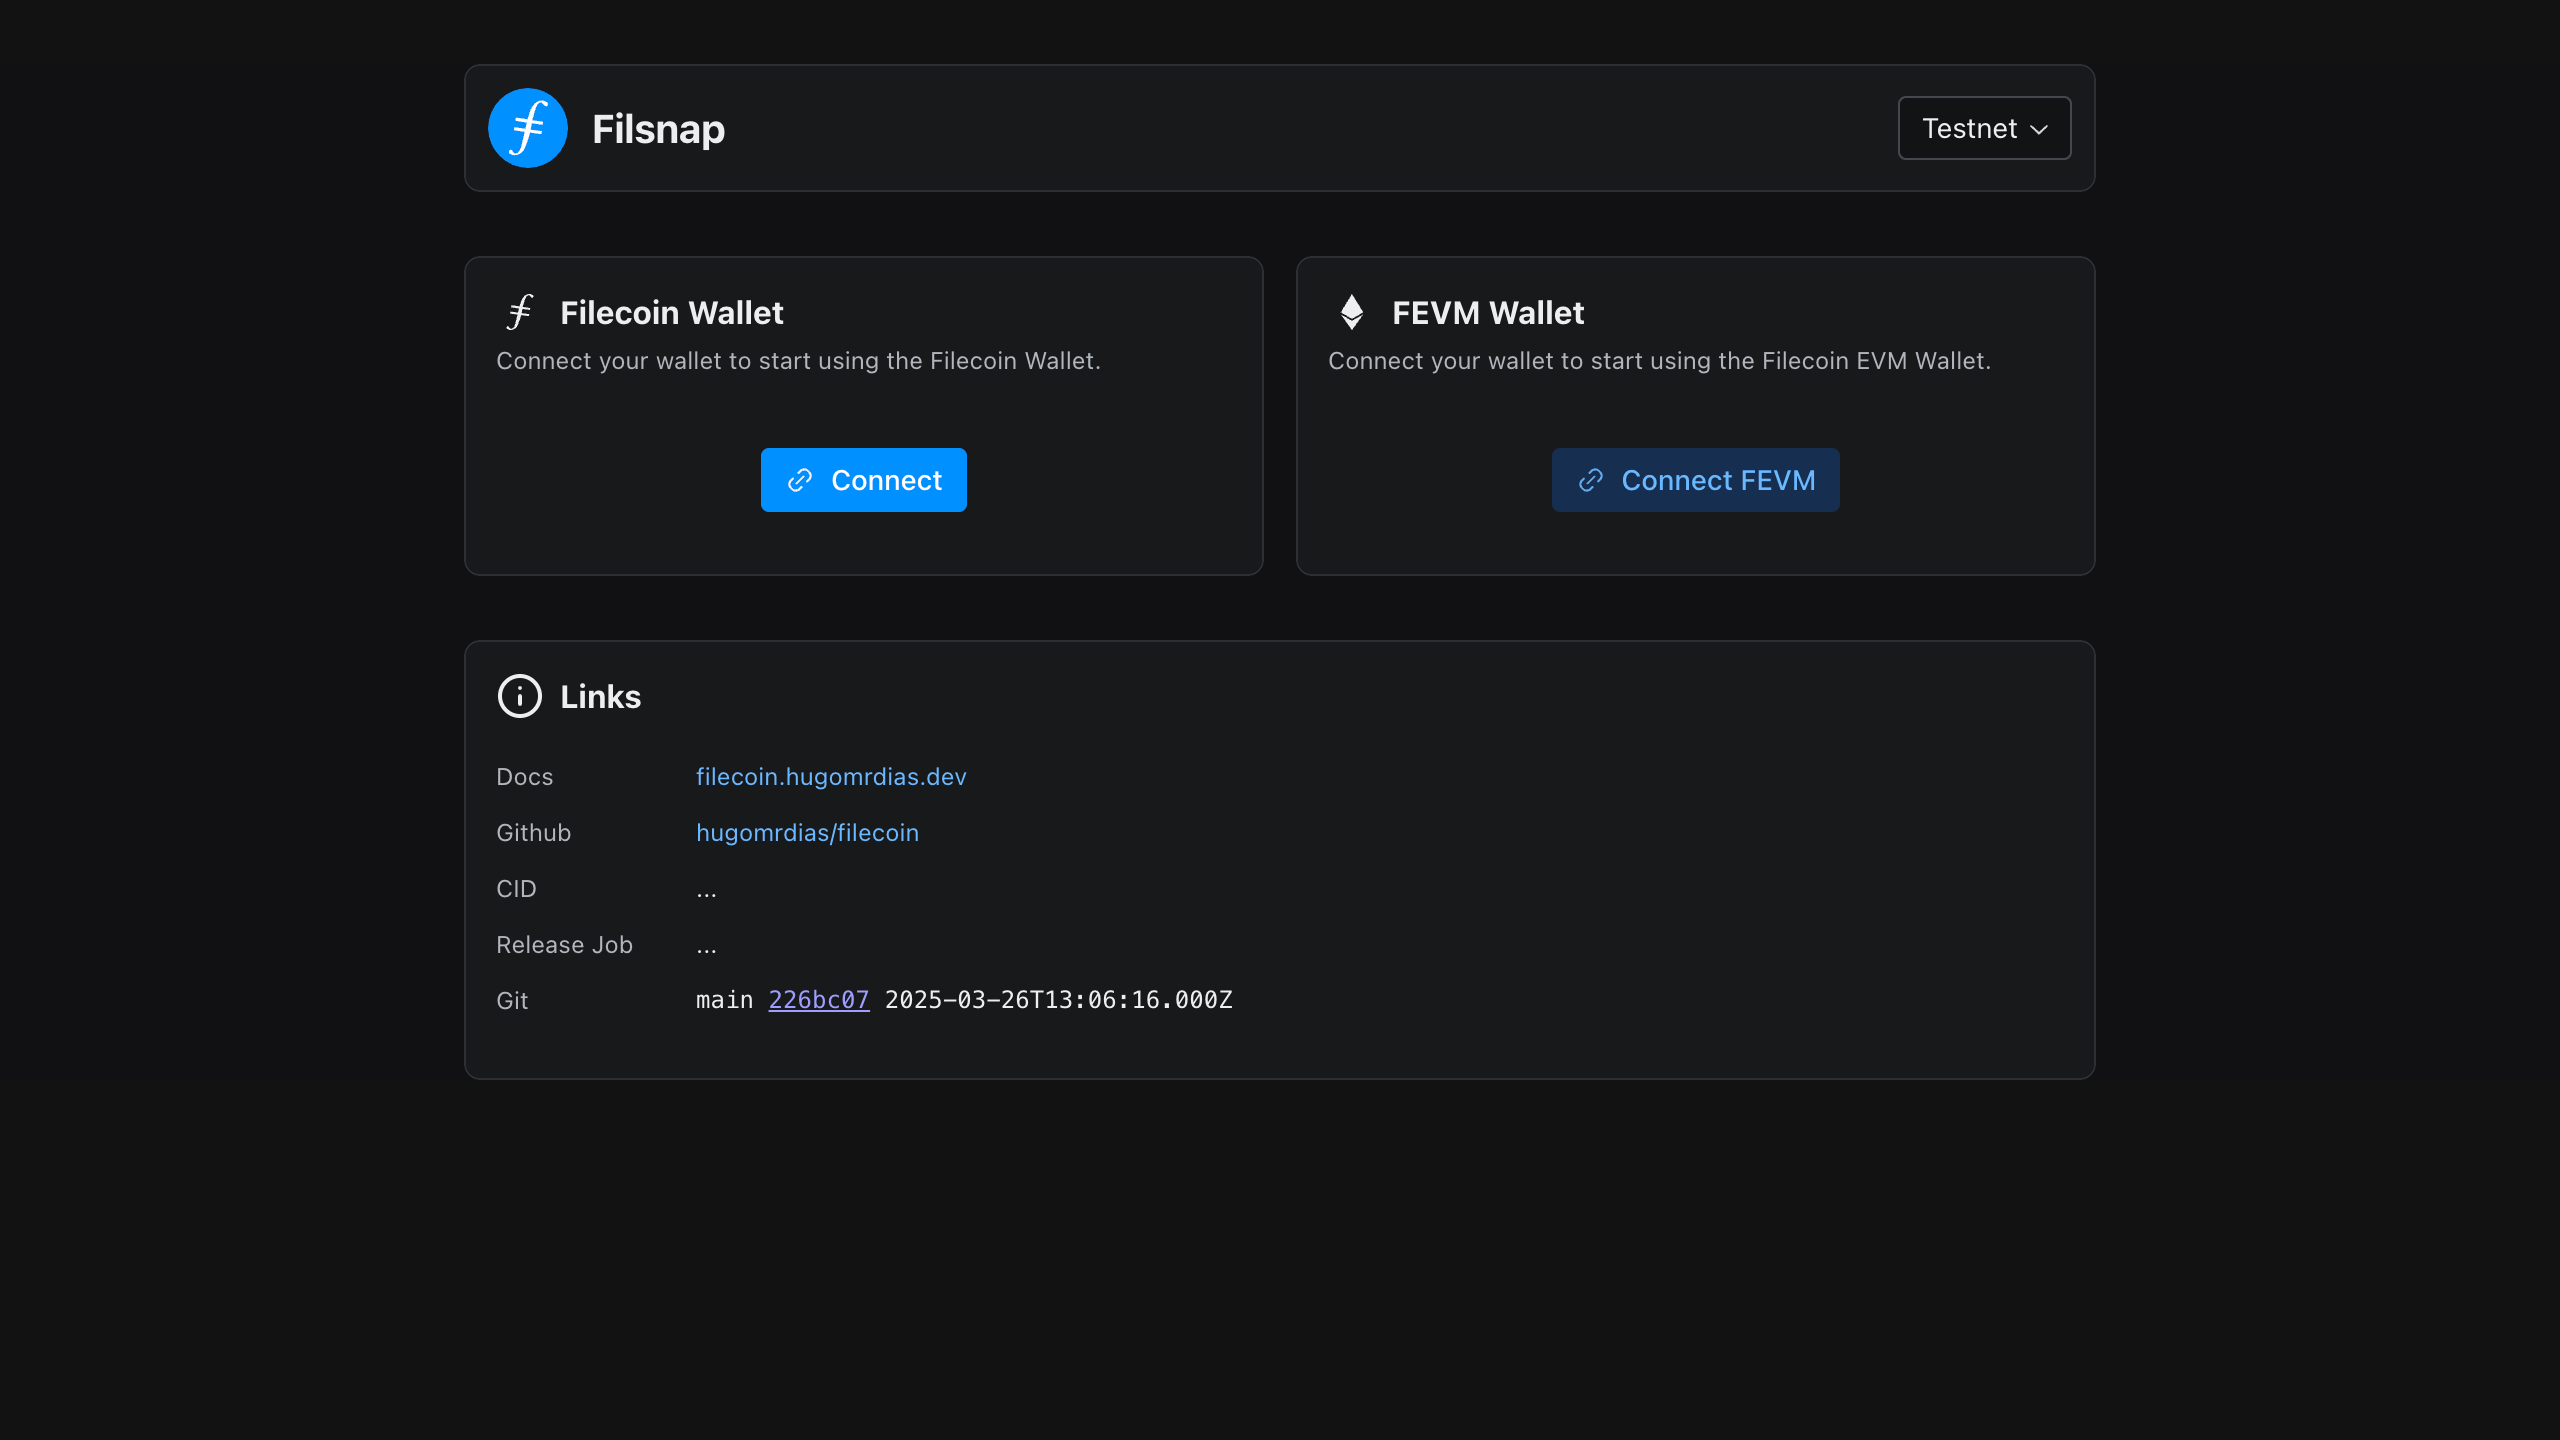 Filsnap
Testnet
Filecoin Wallet
Connect your wallet to start using the Filecoin Wallet.
Connect
FEVM Wallet
Connect your wallet to start using the Filecoin EVM Wallet.
Connect FEVM
Links
Docs filecoin.hugomrdias.dev
Github hugomrdias/filecoin
CID ...
Release Job ...
Git main 226bc07 2025-03-26T13:06:16.000Z